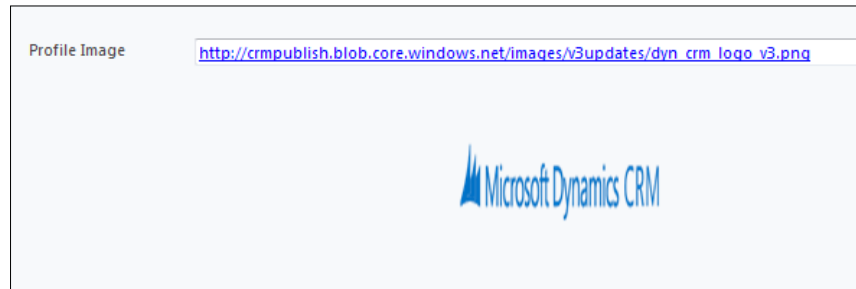 Profile Image
http://crmpublish.blob.core.windows.net/images/v3updates/dyn_crm_logo_v3.png
Microsoft Dynamics CRM